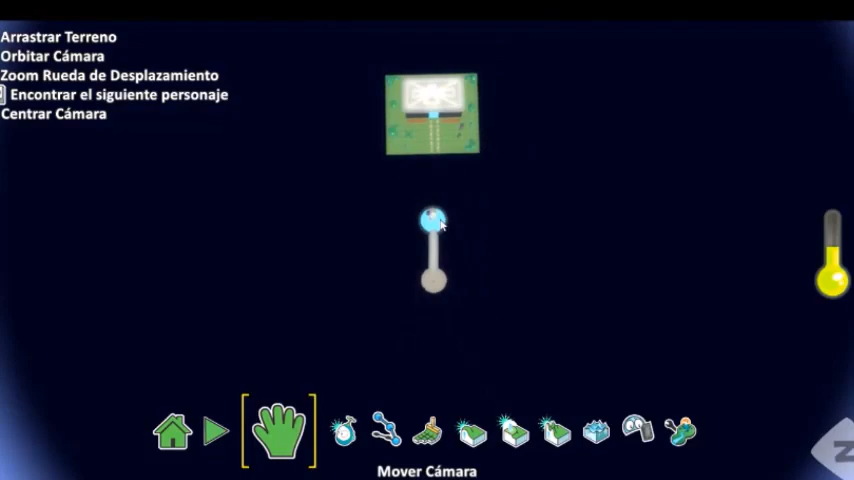 Arrastrar Terreno
Orbitar Cámara
Zoom Rueda de Desplazamiento
Encontrar el siguiente personaje
Centrar Cámara
Mover Cámara
Z